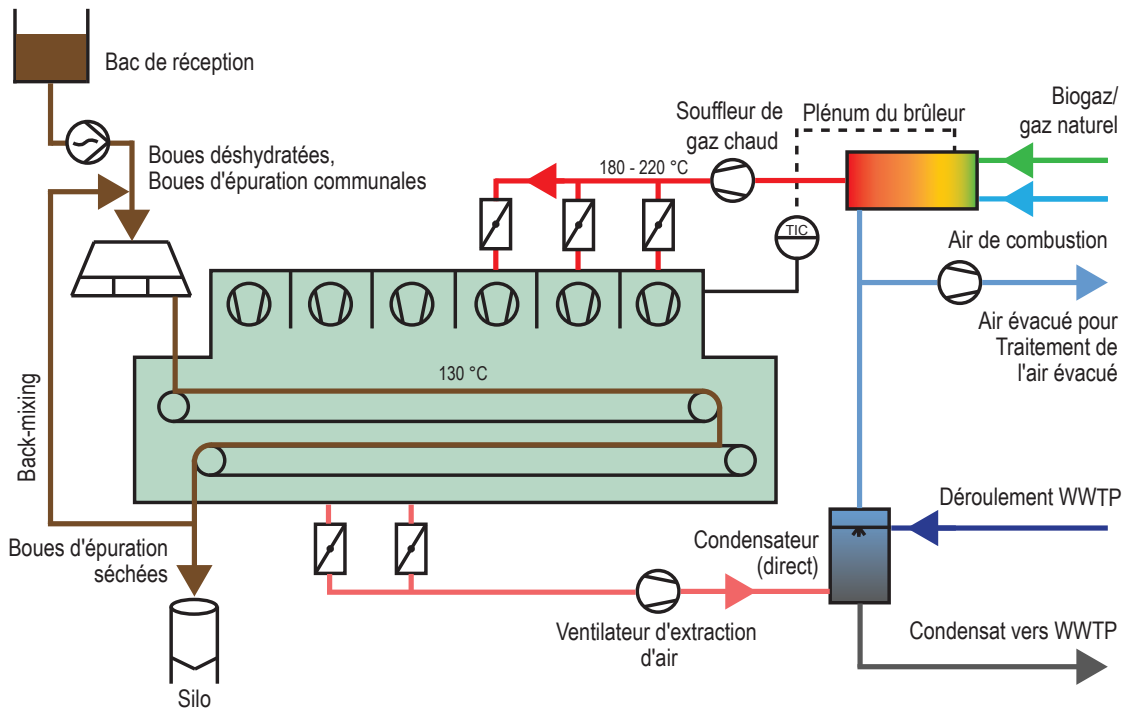 Bac de réception
Boues déshydratées,
Boues d'épuration communales
Souffleur de
gaz chaud
Plénum du brûleur
Biogaz/
gaz naturel
180 - 220 °C
TIC
Air de combustion
Air évacué pour
Traitement de
l'air évacué
130 °C
Back-mixing
Déroulement WWTP
Boues d'épuration
séchées
Condensateur
(direct)
Ventilateur d'extraction
d'air
Condensat vers WWTP
Silo